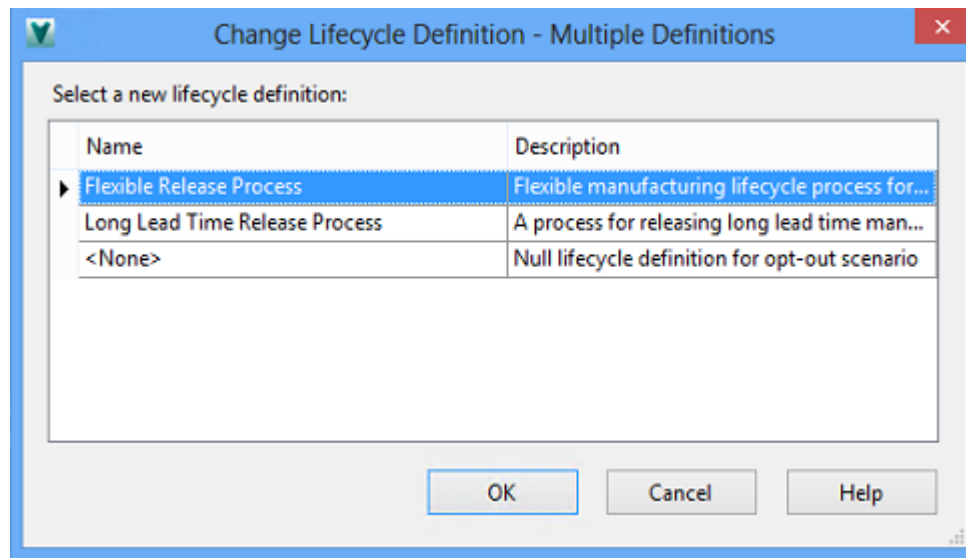 Change Lifecycle Definition - Multiple Definitions
Select a new lifecycle definition:
Name Description
Flexible Release Process Flexible manufacturing lifecycle process for...
Long Lead Time Release Process A process for releasing long lead time man...
<None> Null lifecycle definition for opt-out scenario
OK Cancel Help